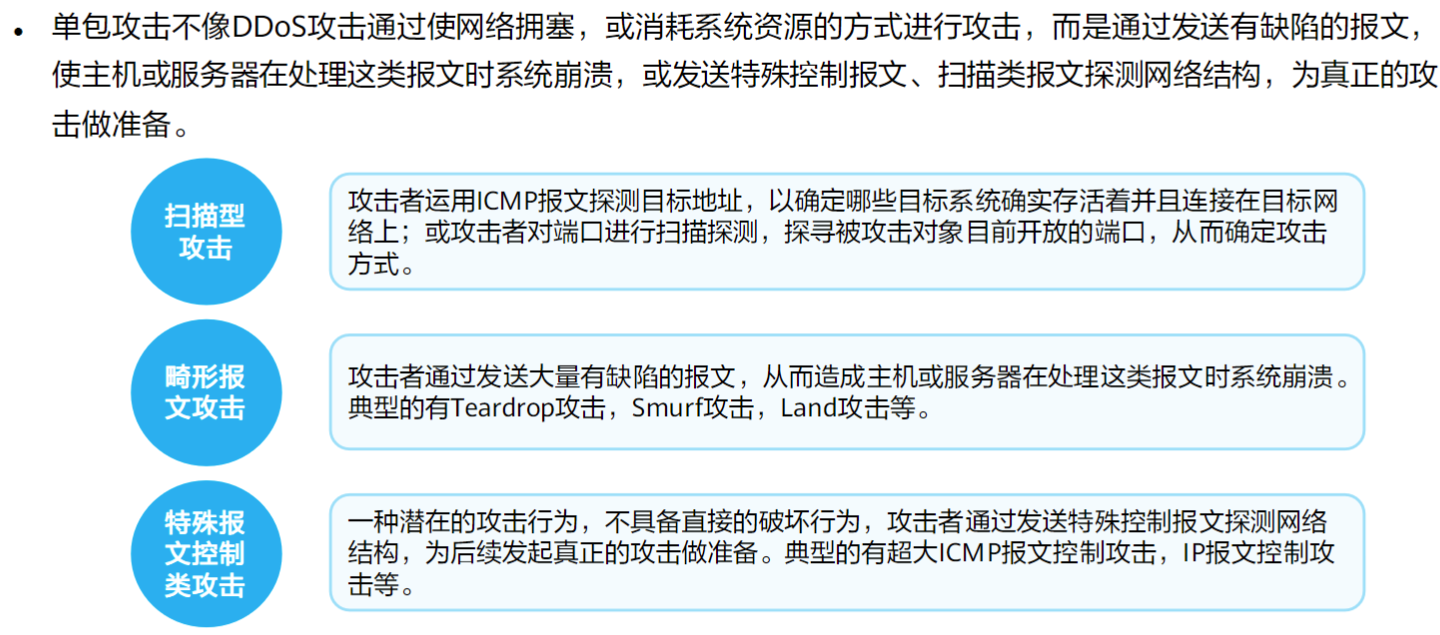 • 单包攻击不像DDoS攻击通过使网络拥塞，或消耗系统资源的方式进行攻击，而是通过发送有缺陷的报文，
使主机或服务器在处理这类报文时系统崩溃，或发送特殊控制报文、扫描类报文探测网络结构，为真正的攻
击做准备。
扫描型
攻击
攻击者运用ICMP报文探测目标地址，以确定哪些目标系统确实存活着并且连接在目标网
络上；或攻击者对端口进行扫描探测，探寻被攻击对象目前开放的端口，从而确定攻击
方式。
畸形报
文攻击
攻击者通过发送大量有缺陷的报文，从而造成主机或服务器在处理这类报文时系统崩溃。
典型的有Teardrop攻击，Smurf攻击，Land攻击等。
特殊报
文控制
类攻击
一种潜在的攻击行为，不具备直接的破坏行为，攻击者通过发送特殊控制报文探测网络
结构，为后续发起真正的攻击做准备。典型的有超大ICMP报文控制攻击，IP报文控制攻
击等。